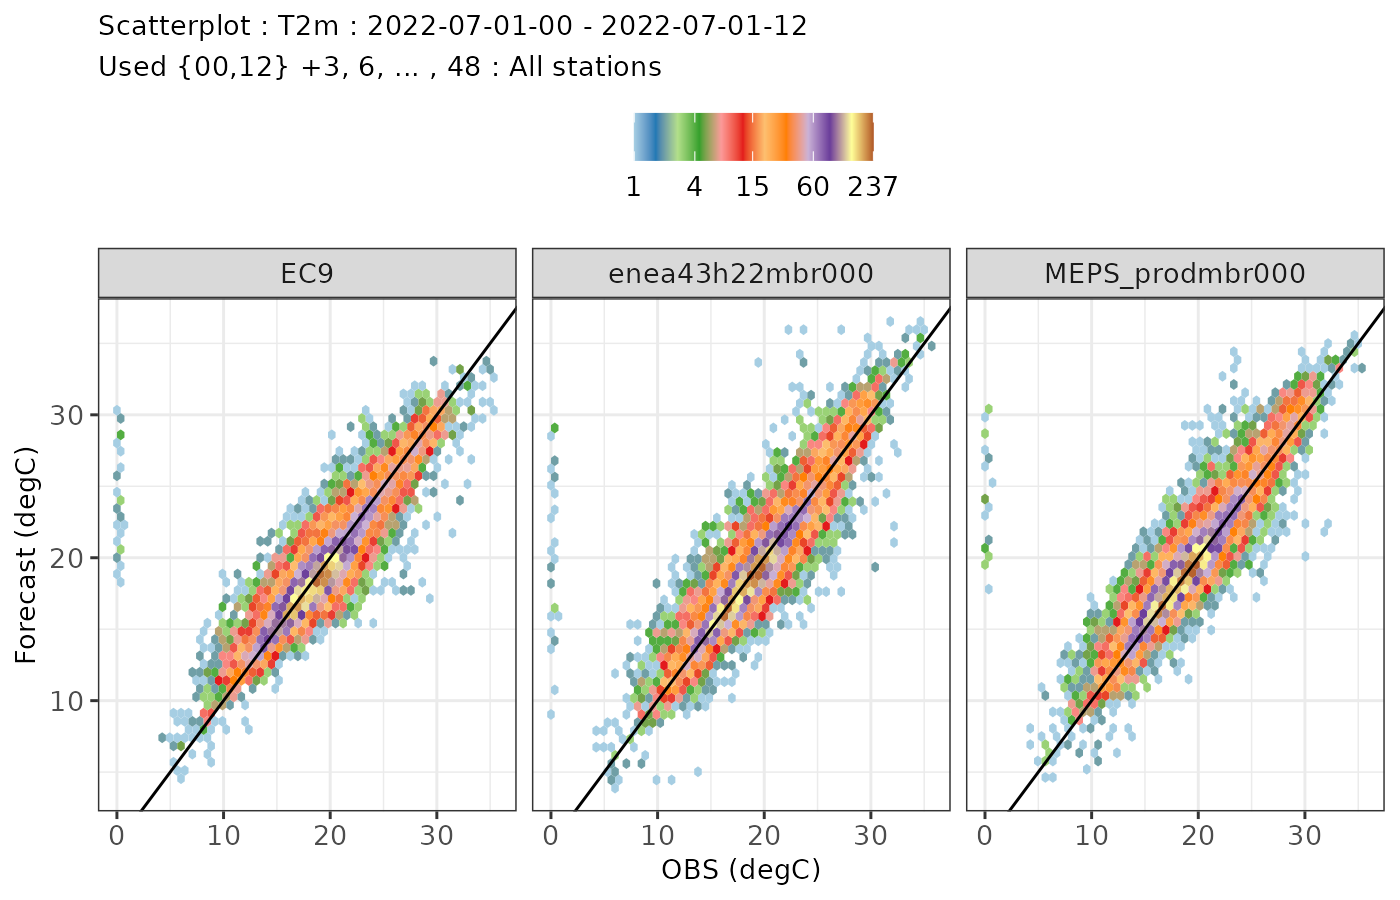 Scatterplot : T2m : 2022-07-01-00 - 2022-07-01-12
Used {00,12} +3, 6, ... , 48 : All stations
1 4 15 60 237
EC9 enea43h22mbr000 MEPS_prodmbr000
Forecast (degC)
30
20
10
0 10 20 30 0 10 20 30 0 10 20 30
OBS (degC)